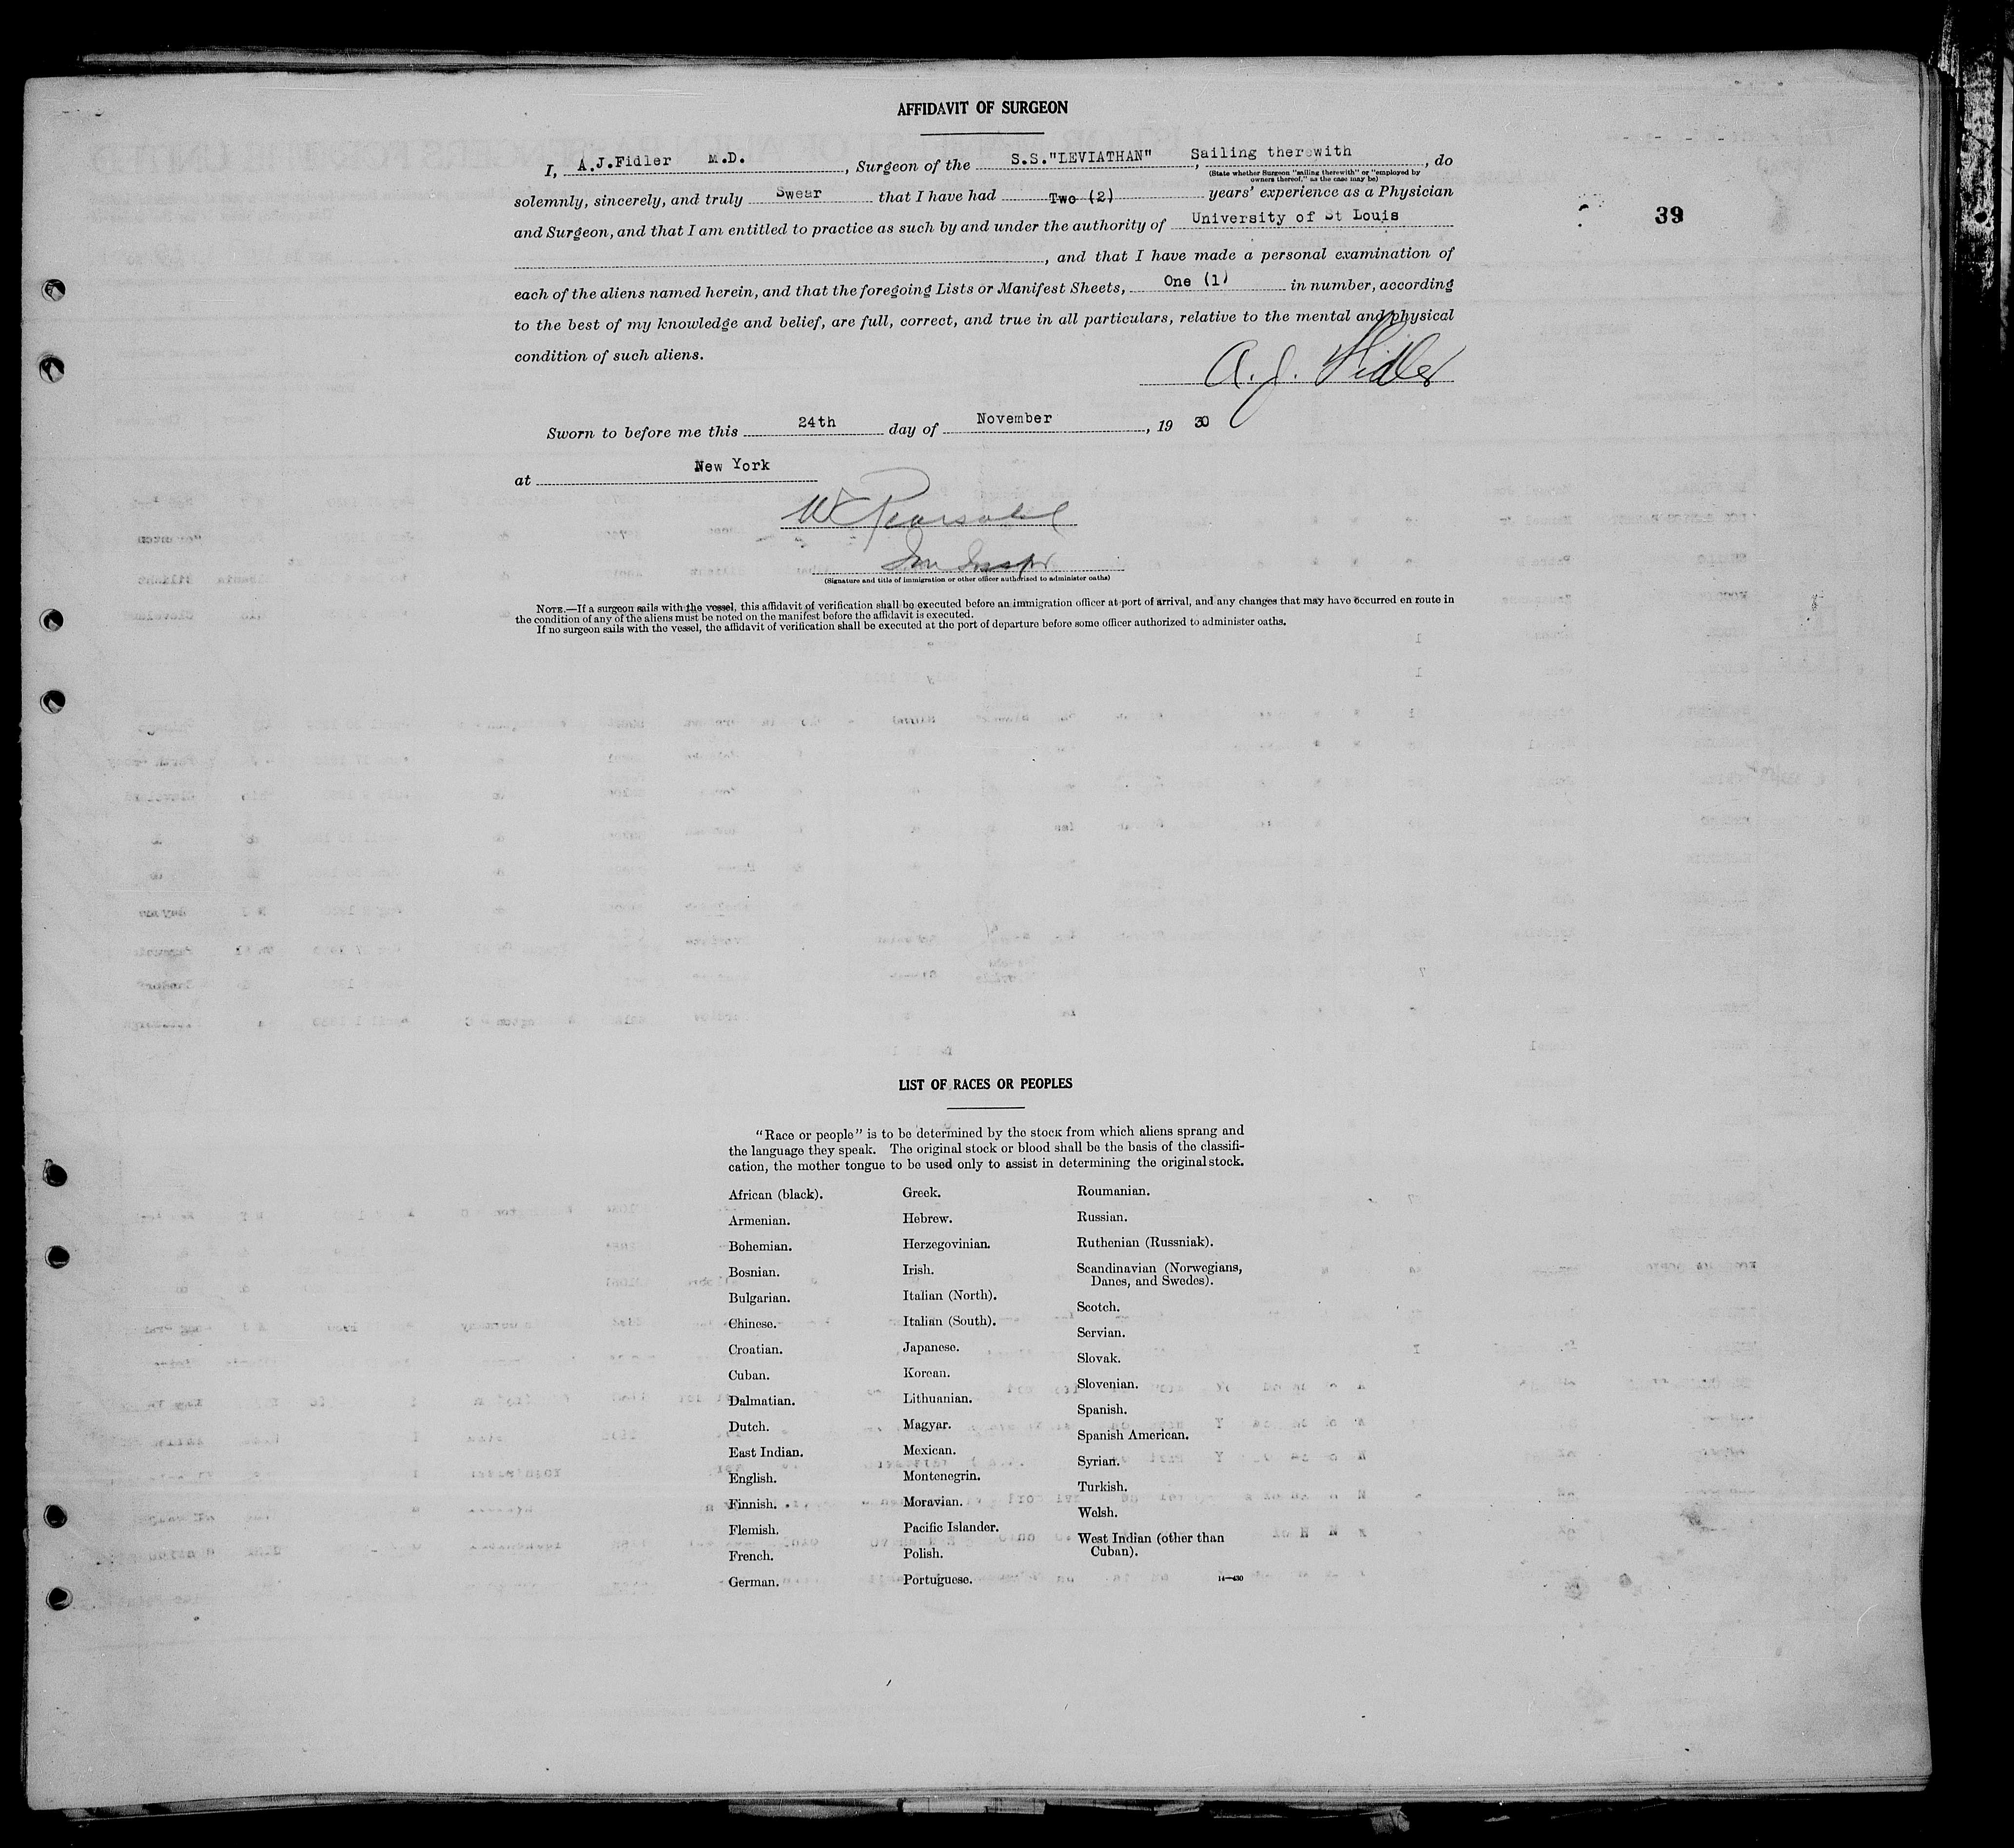 AFFIDAVIT OF SURGEON
I, A.J.Fidler M.D. , Surgeon of the S.S."LEVIATHAN" , Sailing therewith , do
(State whether Surgeon "sailing therewith" or "employed by
owners thereof," as the case may be)
solemnly, sincerely, and truly Swear that I have had Two (2) years' experience as a Physician
39
and Surgeon, and that I am entitled to practice as such by and under the authority of University of St Louis
, and that I have made a personal examination of
each of the aliens named herein, and that the foregoing Lists or Manifest Sheets, One (1) in number, according
to the best of my knowledge and belief, are full, correct, and true in all particulars, relative to the mental and physical
condition of such aliens.
A. J. Fidler
Sworn to before me this 24th day of November , 19 30
at New York
W Pearsall
Imm Inspr
(Signature and title of immigration or other officer authorized to administer oaths)
NOTE.—If a surgeon sails with the vessel, this affidavit of verification shall be executed before an immigration officer at port of arrival, and any changes that may have occurred en route in
the condition of any of the aliens must be noted on the manifest before the affidavit is executed.
If no surgeon sails with the vessel, the affidavit of verification shall be executed at the port of departure before some officer authorized to administer oaths.
LIST OF RACES OR PEOPLES
"Race or people" is to be determined by the stock from which aliens sprang and
the language they speak. The original stock or blood shall be the basis of the classifi-
cation, the mother tongue to be used only to assist in determining the original stock.
African (black).
Armenian.
Bohemian.
Bosnian.
Bulgarian.
Chinese.
Croatian.
Cuban.
Dalmatian.
Dutch.
East Indian.
English.
Finnish.
Flemish.
French.
German.
Greek.
Hebrew.
Herzegovinian.
Irish.
Italian (North).
Italian (South).
Japanese.
Korean.
Lithuanian.
Magyar.
Mexican.
Montenegrin.
Moravian.
Pacific Islander.
Polish.
Portuguese.
Roumanian.
Russian.
Ruthenian (Russniak).
Scandinavian (Norwegians,
Danes, and Swedes).
Scotch.
Servian.
Slovak.
Slovenian.
Spanish.
Spanish American.
Syrian.
Turkish.
Welsh.
West Indian (other than
Cuban).
14—430